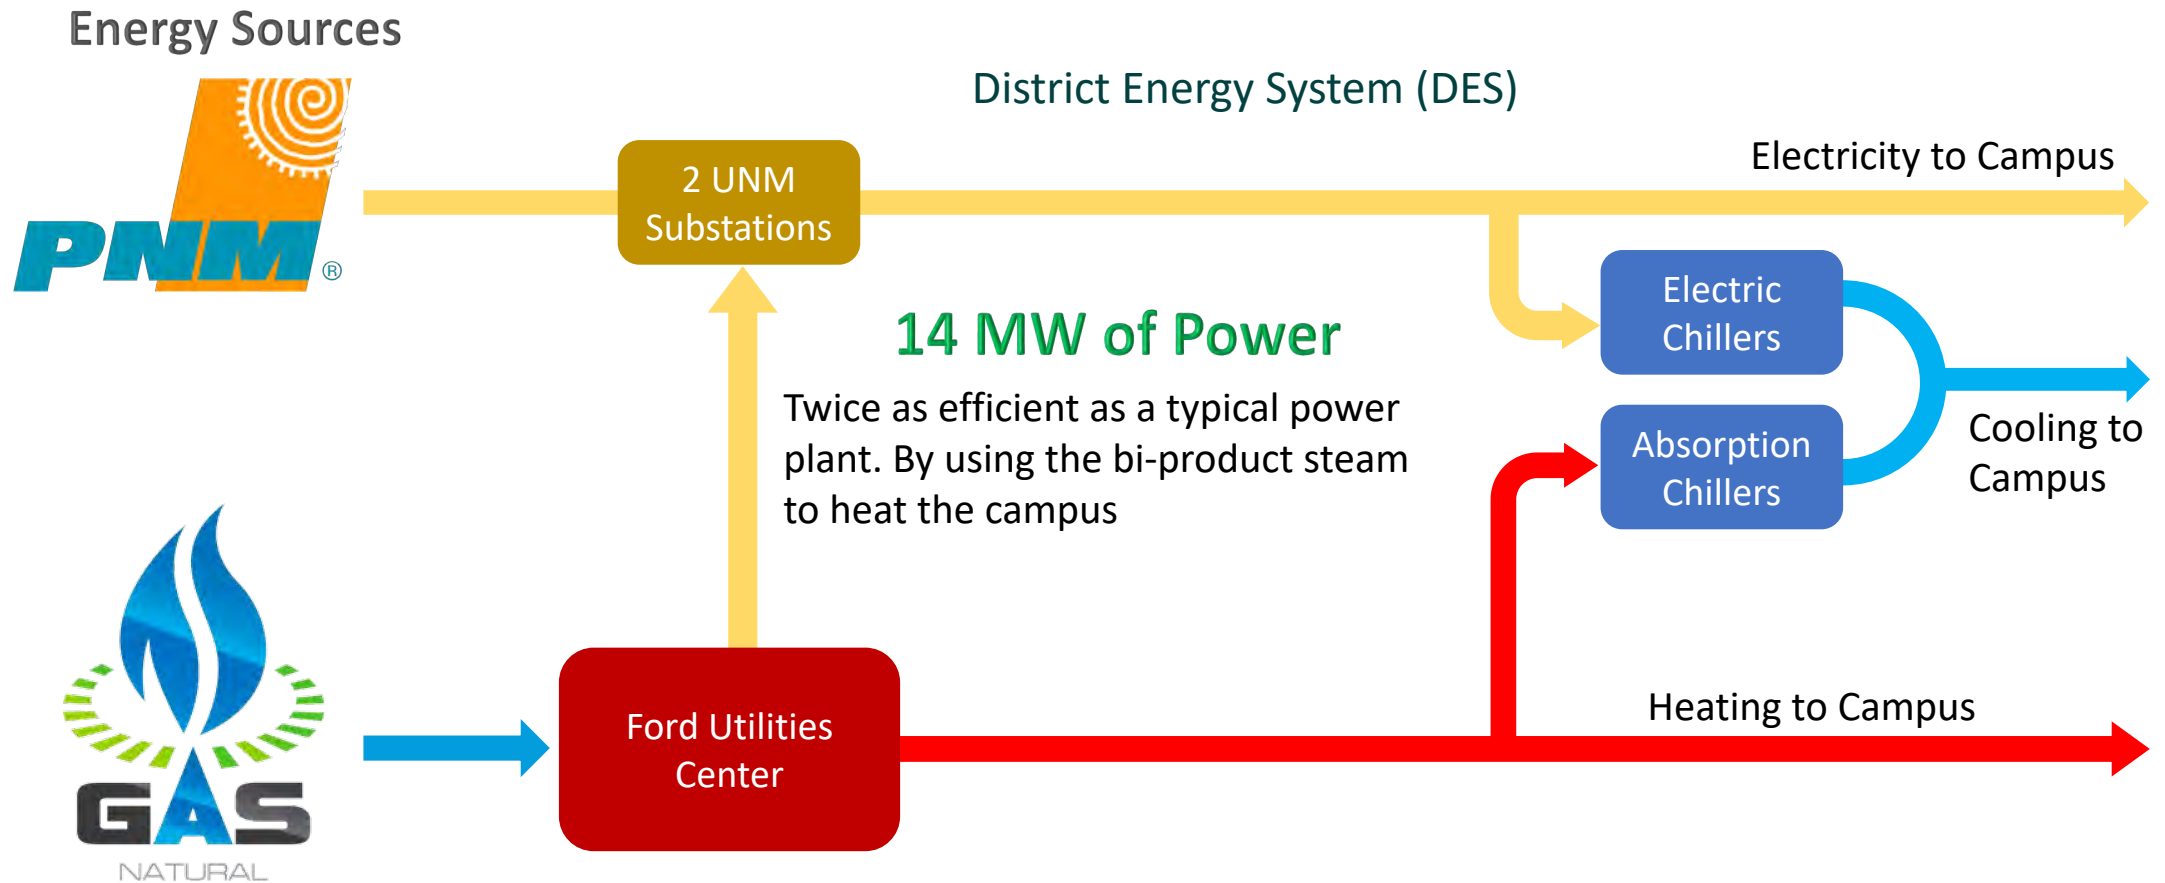 Energy Sources
PNM®
District Energy System (DES)
2 UNM
Substations
Electricity to Campus
14 MW of Power
Twice as efficient as a typical power
plant. By using the bi-product steam
to heat the campus
Electric
Chillers
Absorption
Chillers
Cooling to
Campus
Ford Utilities
Center
Heating to Campus
GAS
NATURAL